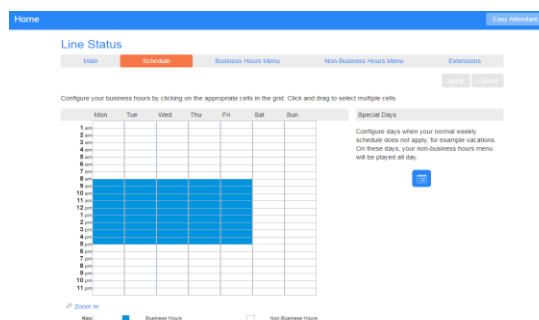 Home
Easy Attendant
Line Status
Main Schedule Business Hours Menu Non-Business Hours Menu Extensions
Apply Cancel
Configure your business hours by clicking on the appropriate cells in the grid. Click and drag to select multiple cells.
Mon Tue Wed Thu Fri Sat Sun
Special Days
Configure days when your normal weekly
schedule does not apply, for example vacations.
On these days, your non-business hours menu
will be played all day.
1 am
2 am
3 am
4 am
5 am
6 am
7 am
8 am
9 am
10 am
11 am
12 pm
1 pm
2 pm
3 pm
4 pm
5 pm
6 pm
7 pm
8 pm
9 pm
10 pm
11 pm
Zoom In
Key: Business Hours Non-Business Hours